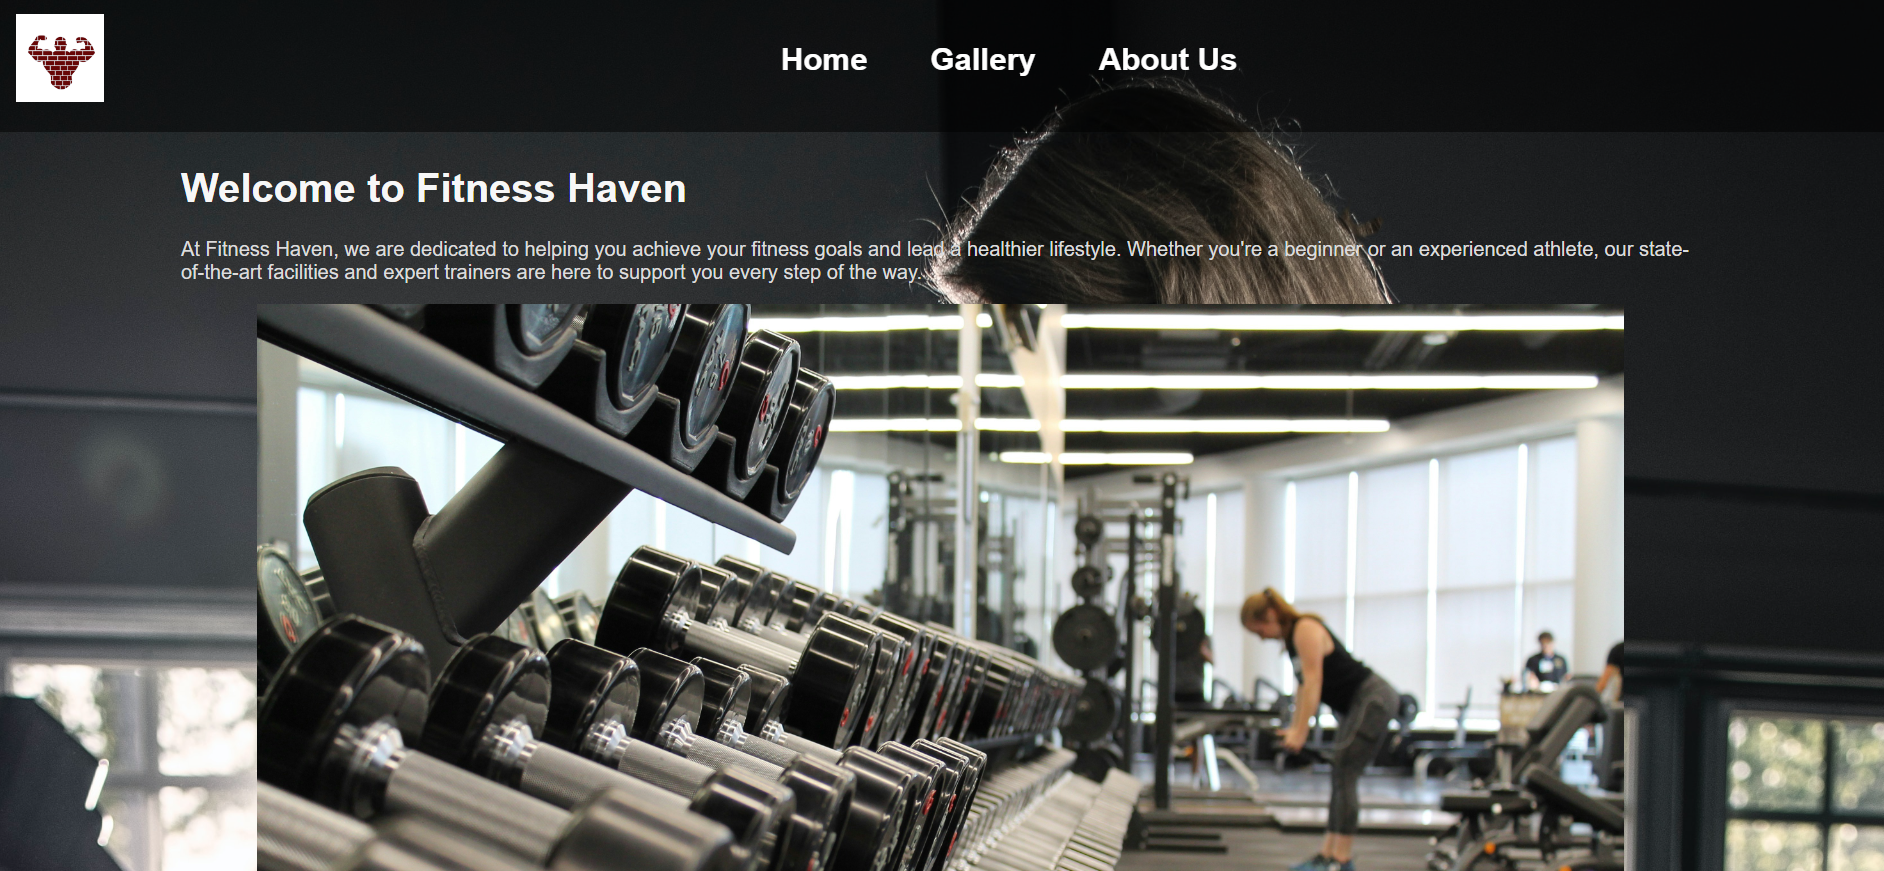 Home Gallery About Us
Welcome to Fitness Haven
At Fitness Haven, we are dedicated to helping you achieve your fitness goals and lead a healthier lifestyle. Whether you're a beginner or an experienced athlete, our state-
of-the-art facilities and expert trainers are here to support you every step of the way.